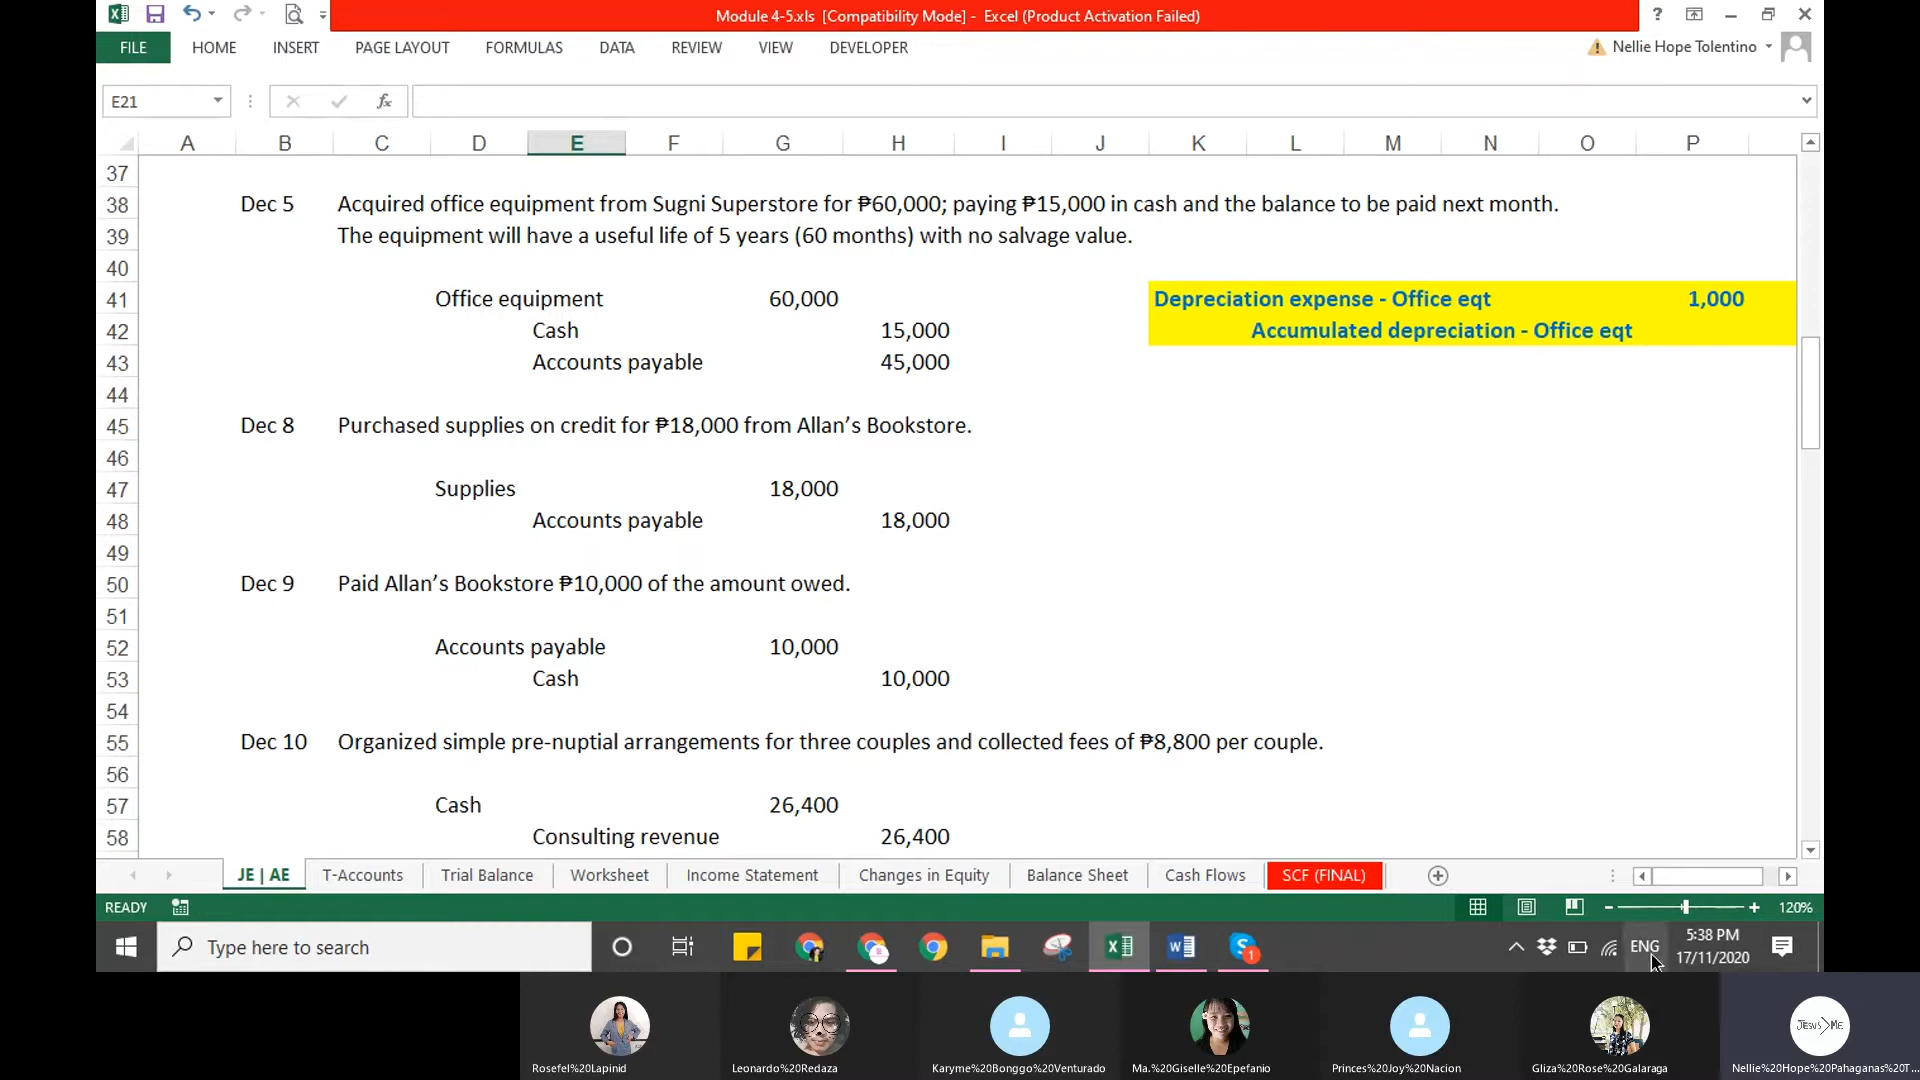 Module 4-5.xls [Compatibility Mode] - Excel (Product Activation Failed)
FILE HOME INSERT PAGE LAYOUT FORMULAS DATA REVIEW VIEW DEVELOPER Nellie Hope Tolentino
E21 fx
A B C D E F G H I J K L M N O P
37
38 Dec 5 Acquired office equipment from Sugni Superstore for ₱60,000; paying ₱15,000 in cash and the balance to be paid next month.
39 The equipment will have a useful life of 5 years (60 months) with no salvage value.
40
41 Office equipment 60,000 Depreciation expense - Office eqt 1,000
42 Cash 15,000 Accumulated depreciation - Office eqt
43 Accounts payable 45,000
44
45 Dec 8 Purchased supplies on credit for ₱18,000 from Allan’s Bookstore.
46
47 Supplies 18,000
48 Accounts payable 18,000
49
50 Dec 9 Paid Allan’s Bookstore ₱10,000 of the amount owed.
51
52 Accounts payable 10,000
53 Cash 10,000
54
55 Dec 10 Organized simple pre-nuptial arrangements for three couples and collected fees of ₱8,800 per couple.
56
57 Cash 26,400
58 Consulting revenue 26,400
JE | AE T-Accounts Trial Balance Worksheet Income Statement Changes in Equity Balance Sheet Cash Flows SCF (FINAL)
READY 120%
Type here to search ENG 5:38 PM
17/11/2020
Rosefel%20Lapinid Leonardo%20Redaza Karyme%20Bonggo%20Venturado Ma.%20Giselle%20Epefanio Princes%20Joy%20Nacion Gliza%20Rose%20Galaraga Nellie%20Hope%20Pahaganas%20T...
JESUS>ME